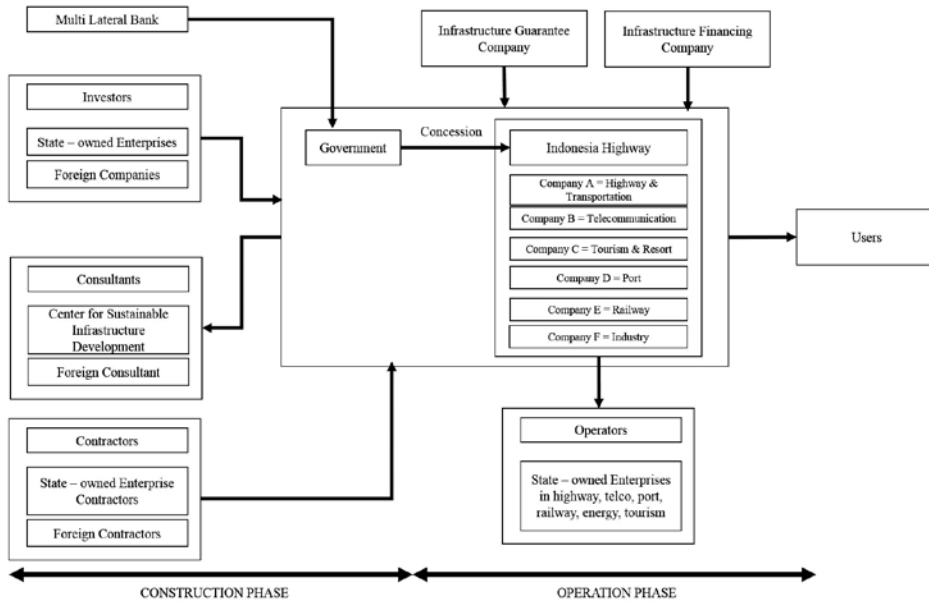 Multi Lateral Bank
Infrastructure Guarantee
Company
Infrastructure Financing
Company
Investors
State – owned Enterprises
Foreign Companies
Government
Concession
Indonesia Highway
Company A = Highway &
Transportation
Company B = Telecommunication
Company C = Tourism & Resort
Company D = Port
Company E = Railway
Company F = Industry
Users
Consultants
Center for Sustainable
Infrastructure
Development
Foreign Consultant
Contractors
State – owned Enterprise
Contractors
Foreign Contractors
Operators
State – owned Enterprises
in highway, telco, port,
railway, energy, tourism
CONSTRUCTION PHASE
OPERATION PHASE